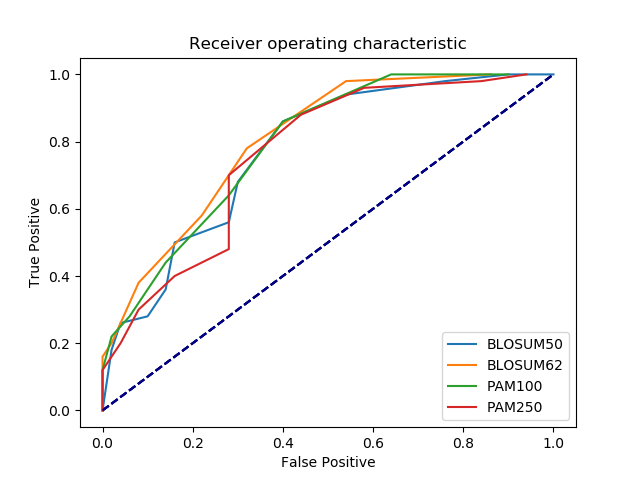 Receiver operating characteristic
True Positive
1.0
0.8
0.6
0.4
0.2
0.0
0.0 0.2 0.4 0.6 0.8 1.0
False Positive
BLOSUM50
BLOSUM62
PAM100
PAM250